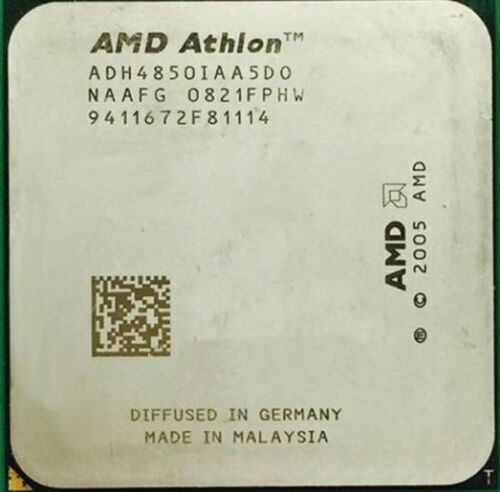 AMD Athlon™
ADH4850IAA5DO
NAAFG 0821FPHW
9411672F81114
AMD
® © 2005 AMD
DIFFUSED IN GERMANY
MADE IN MALAYSIA
T